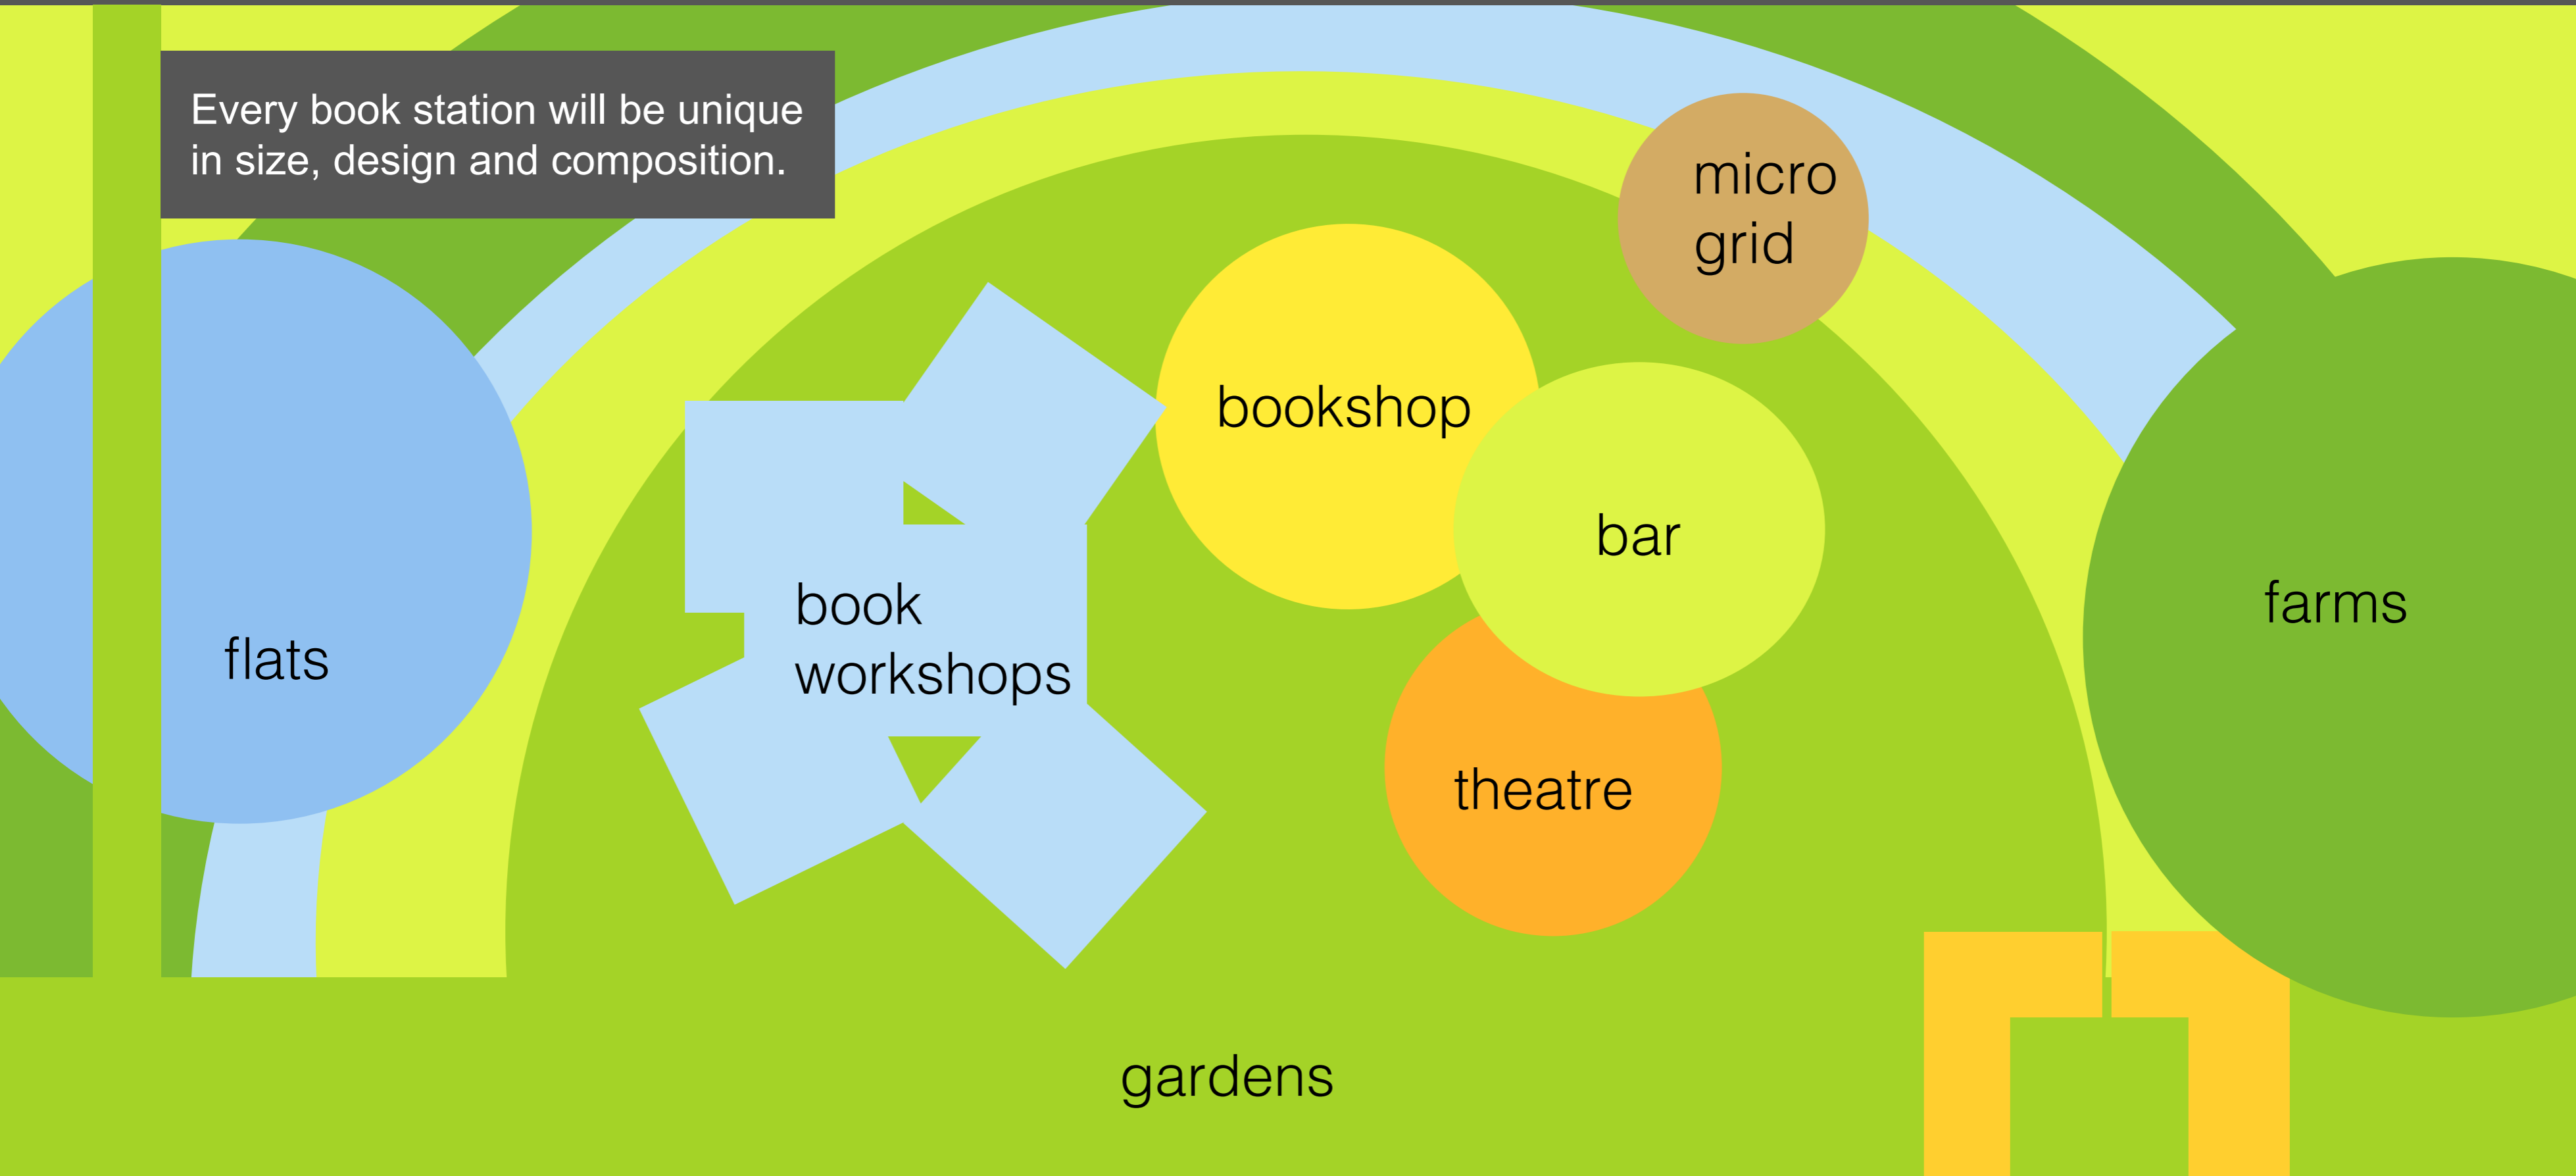 Every book station will be unique
in size, design and composition.
micro
grid
bookshop
bar
book
workshops
flats
farms
theatre
gardens